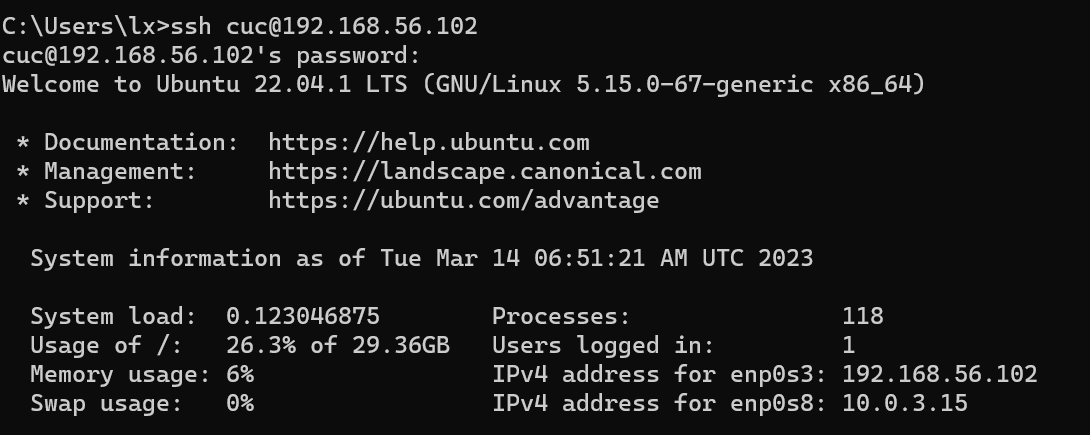 C:\Users\lx>ssh cuc@192.168.56.102
cuc@192.168.56.102's password:
Welcome to Ubuntu 22.04.1 LTS (GNU/Linux 5.15.0-67-generic x86_64)

 * Documentation:  https://help.ubuntu.com
 * Management:     https://landscape.canonical.com
 * Support:        https://ubuntu.com/advantage

  System information as of Tue Mar 14 06:51:21 AM UTC 2023

  System load:  0.123046875        Processes:               118
  Usage of /:   26.3% of 29.36GB   Users logged in:         1
  Memory usage: 6%                 IPv4 address for enp0s3: 192.168.56.102
  Swap usage:   0%                 IPv4 address for enp0s8: 10.0.3.15